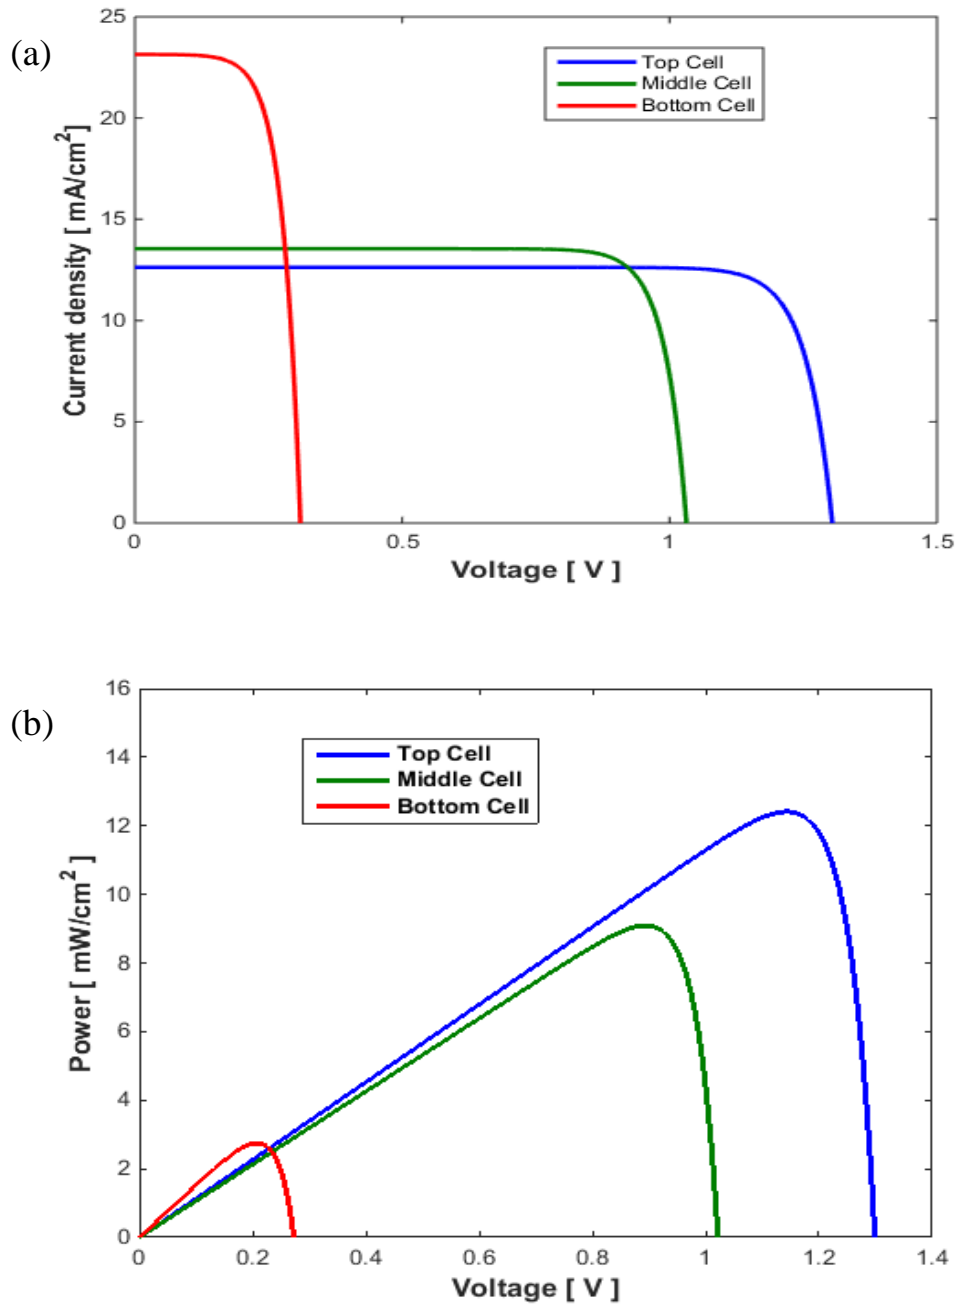 (a)
25
20
15
10
5
0
Current density [ mA/cm²]
Top Cell
Middle Cell
Bottom Cell
0 0.5 1 1.5
Voltage [ V ]
(b)
16
14
12
10
8
6
4
2
0
Power [ mW/cm² ]
Top Cell
Middle Cell
Bottom Cell
0 0.2 0.4 0.6 0.8 1 1.2 1.4
Voltage [ V ]